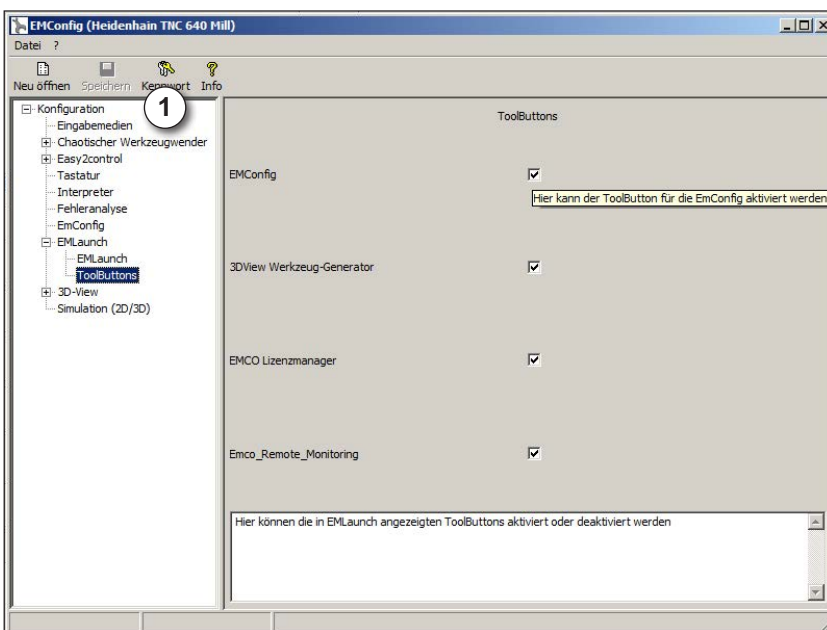 EMConfig (Heidenhain TNC 640 Mill)
Datei ?
Neu öffnen Speichern Kennwort Info
1
Konfiguration
Eingabemedien
Chaotischer Werkzeugwender
Easy2control
Tastatur
Interpreter
Fehleranalyse
EmConfig
EMLaunch
EMLaunch
ToolButtons
3D-View
Simulation (2D/3D)
ToolButtons
EMConfig
Hier kann der ToolButton für die EmConfig aktiviert werden
3DView Werkzeug-Generator
EMCO Lizenzmanager
Emco_Remote_Monitoring
Hier können die in EMLaunch angezeigten ToolButtons aktiviert oder deaktiviert werden